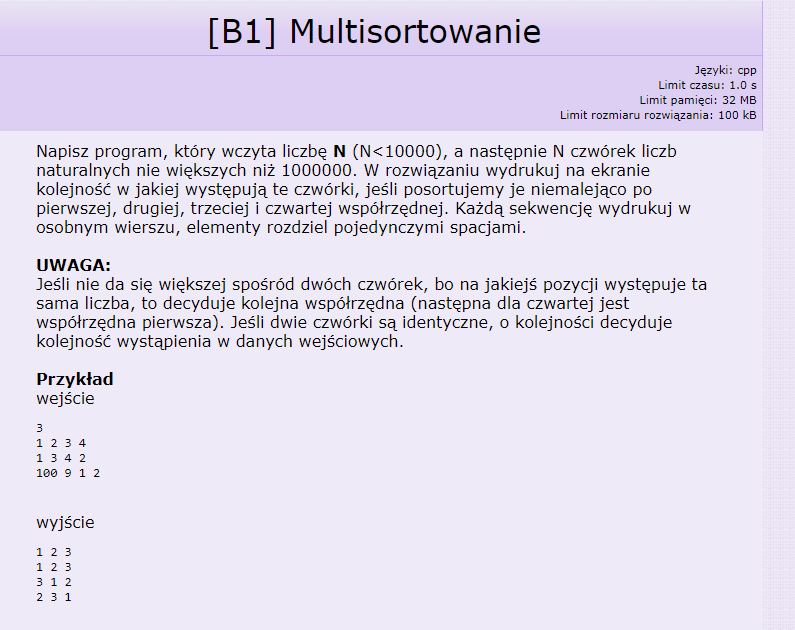 [B1] Multisortowanie
Języki: cpp
Limit czasu: 1.0 s
Limit pamięci: 32 MB
Limit rozmiaru rozwiązania: 100 kB
Napisz program, który wczyta liczbę N (N<10000), a następnie N czwórek liczb
naturalnych nie większych niż 1000000. W rozwiązaniu wydrukuj na ekranie
kolejność w jakiej występują te czwórki, jeśli posortujemy je niemalejąco po
pierwszej, drugiej, trzeciej i czwartej współrzędnej. Każdą sekwencję wydrukuj w
osobnym wierszu, elementy rozdziel pojedynczymi spacjami.
UWAGA:
Jeśli nie da się większej spośród dwóch czwórek, bo na jakiejś pozycji występuje ta
sama liczba, to decyduje kolejna współrzędna (następna dla czwartej jest
współrzędna pierwsza). Jeśli dwie czwórki są identyczne, o kolejności decyduje
kolejność wystąpienia w danych wejściowych.
Przykład
wejście
3
1 2 3 4
1 3 4 2
100 9 1 2
wyjście
1 2 3
1 2 3
3 1 2
2 3 1